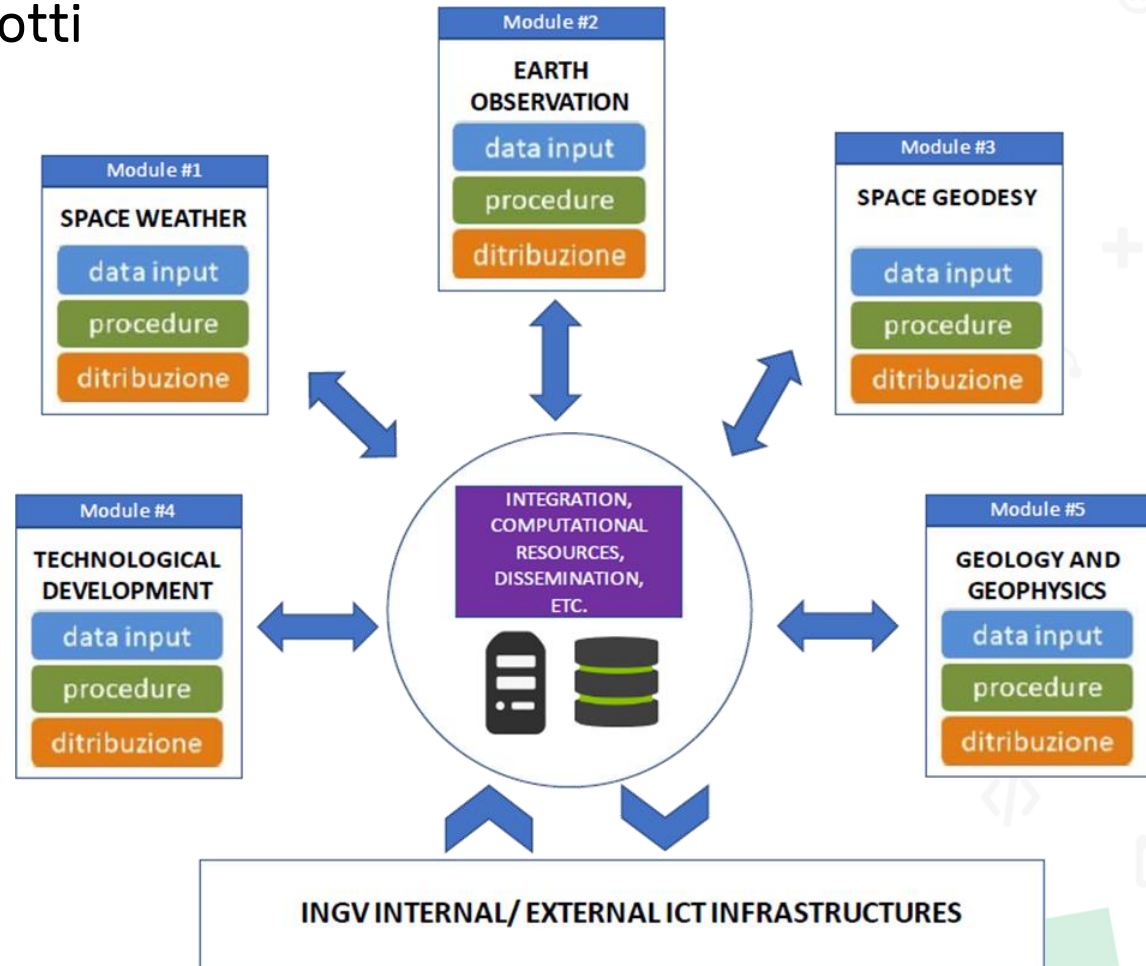 otti
Module #2
EARTH
OBSERVATION
data input
procedure
ditribuzione
Module #1
SPACE WEATHER
data input
procedure
ditribuzione
Module #3
SPACE GEODESY
data input
procedure
ditribuzione
INTEGRATION,
COMPUTATIONAL
RESOURCES,
DISSEMINATION,
ETC.
Module #4
TECHNOLOGICAL
DEVELOPMENT
data input
procedure
ditribuzione
Module #5
GEOLOGY AND
GEOPHYSICS
data input
procedure
ditribuzione
INGV INTERNAL/ EXTERNAL ICT INFRASTRUCTURES